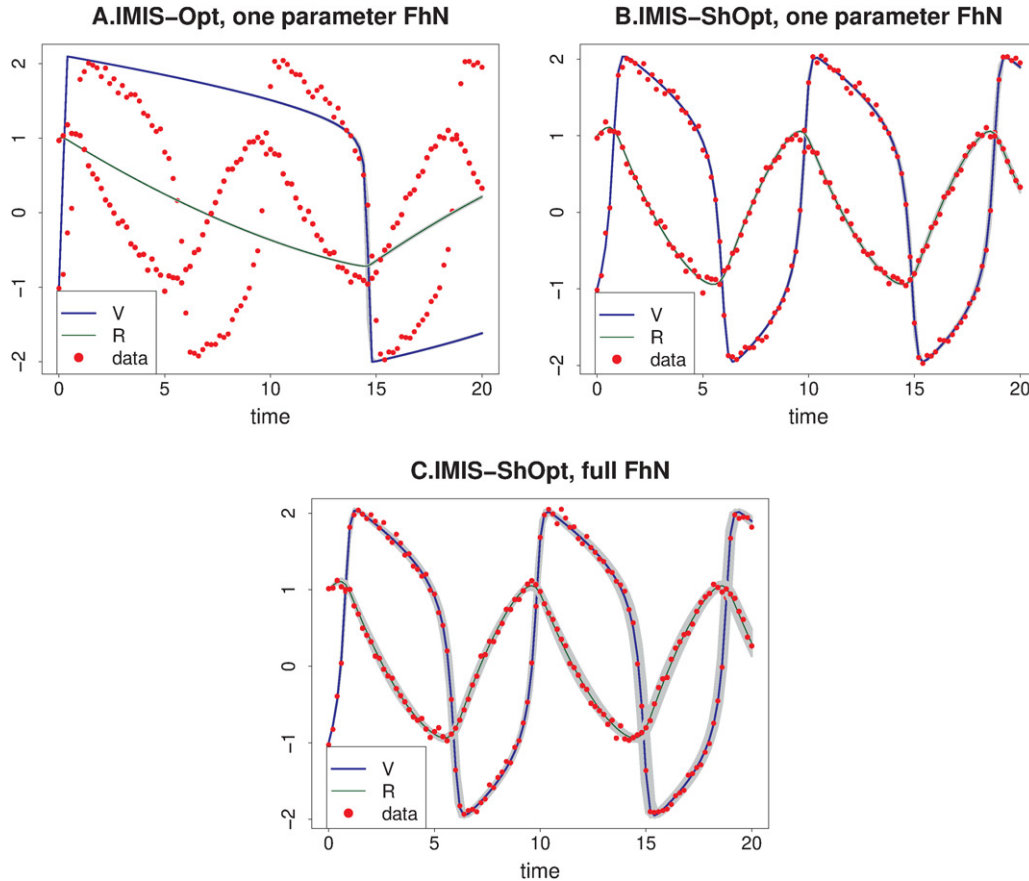 A.IMIS−Opt, one parameter FhN
2
1
0
−1
−2
V
R
data
0
5
10
15
20
time
B.IMIS−ShOpt, one parameter FhN
2
1
0
−1
−2
V
R
data
0
5
10
15
20
time
C.IMIS−ShOpt, full FhN
2
1
0
−1
−2
V
R
data
0
5
10
15
20
time